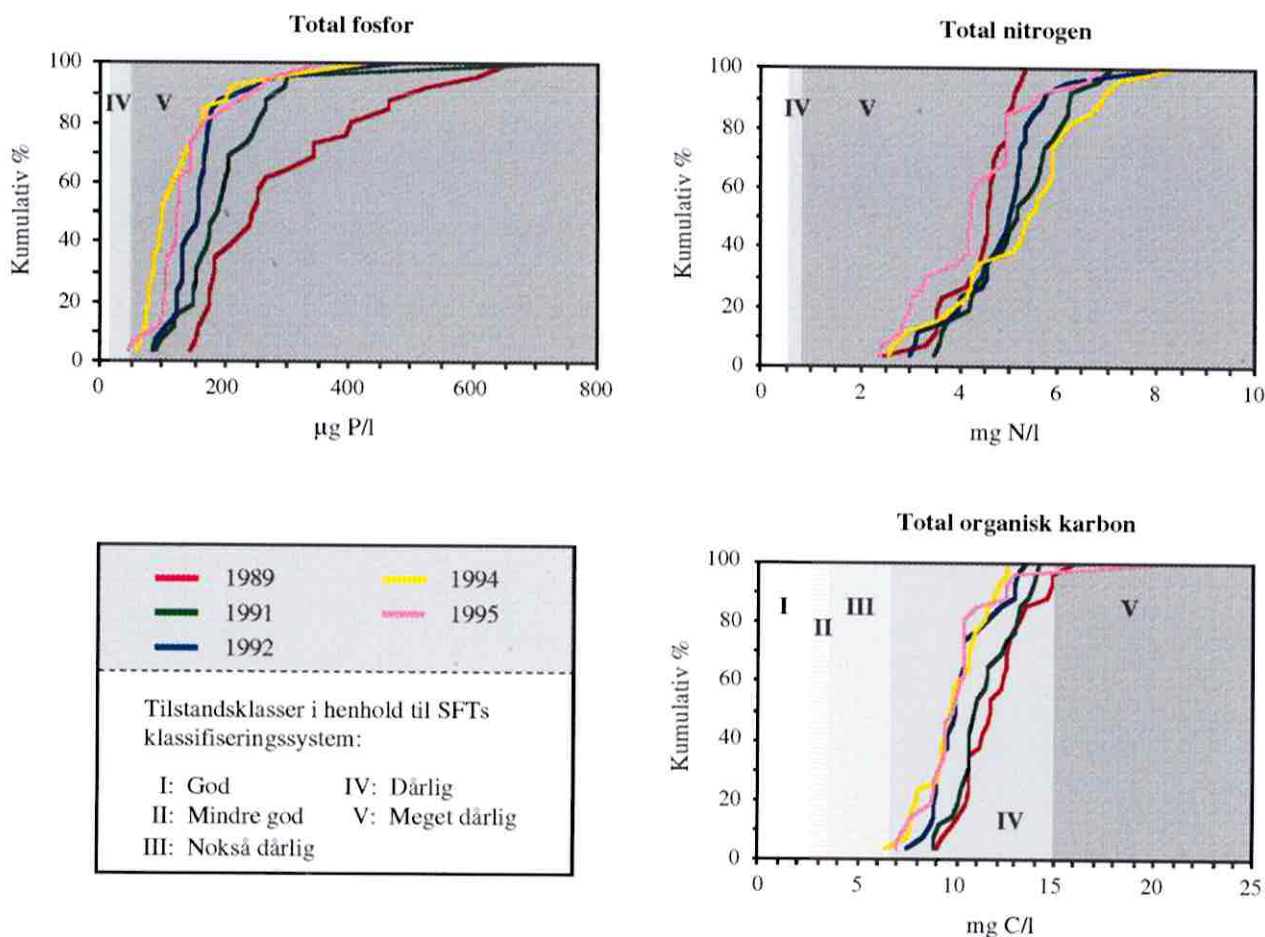 Total fosfor
100
80
60
40
20
0
Kumulativ %
IV V
0 200 400 600 800
µg P/l
Total nitrogen
100
80
60
40
20
0
Kumulativ %
IV V
0 2 4 6 8 10
mg N/l
1989 1994
1991 1995
1992
Tilstandsklasser i henhold til SFTs
klassifiseringssystem:
I: God IV: Dårlig
II: Mindre god V: Meget dårlig
III: Nokså dårlig
Total organisk karbon
100
80
60
40
20
0
Kumulativ %
I II III IV V
0 5 10 15 20 25
mg C/l